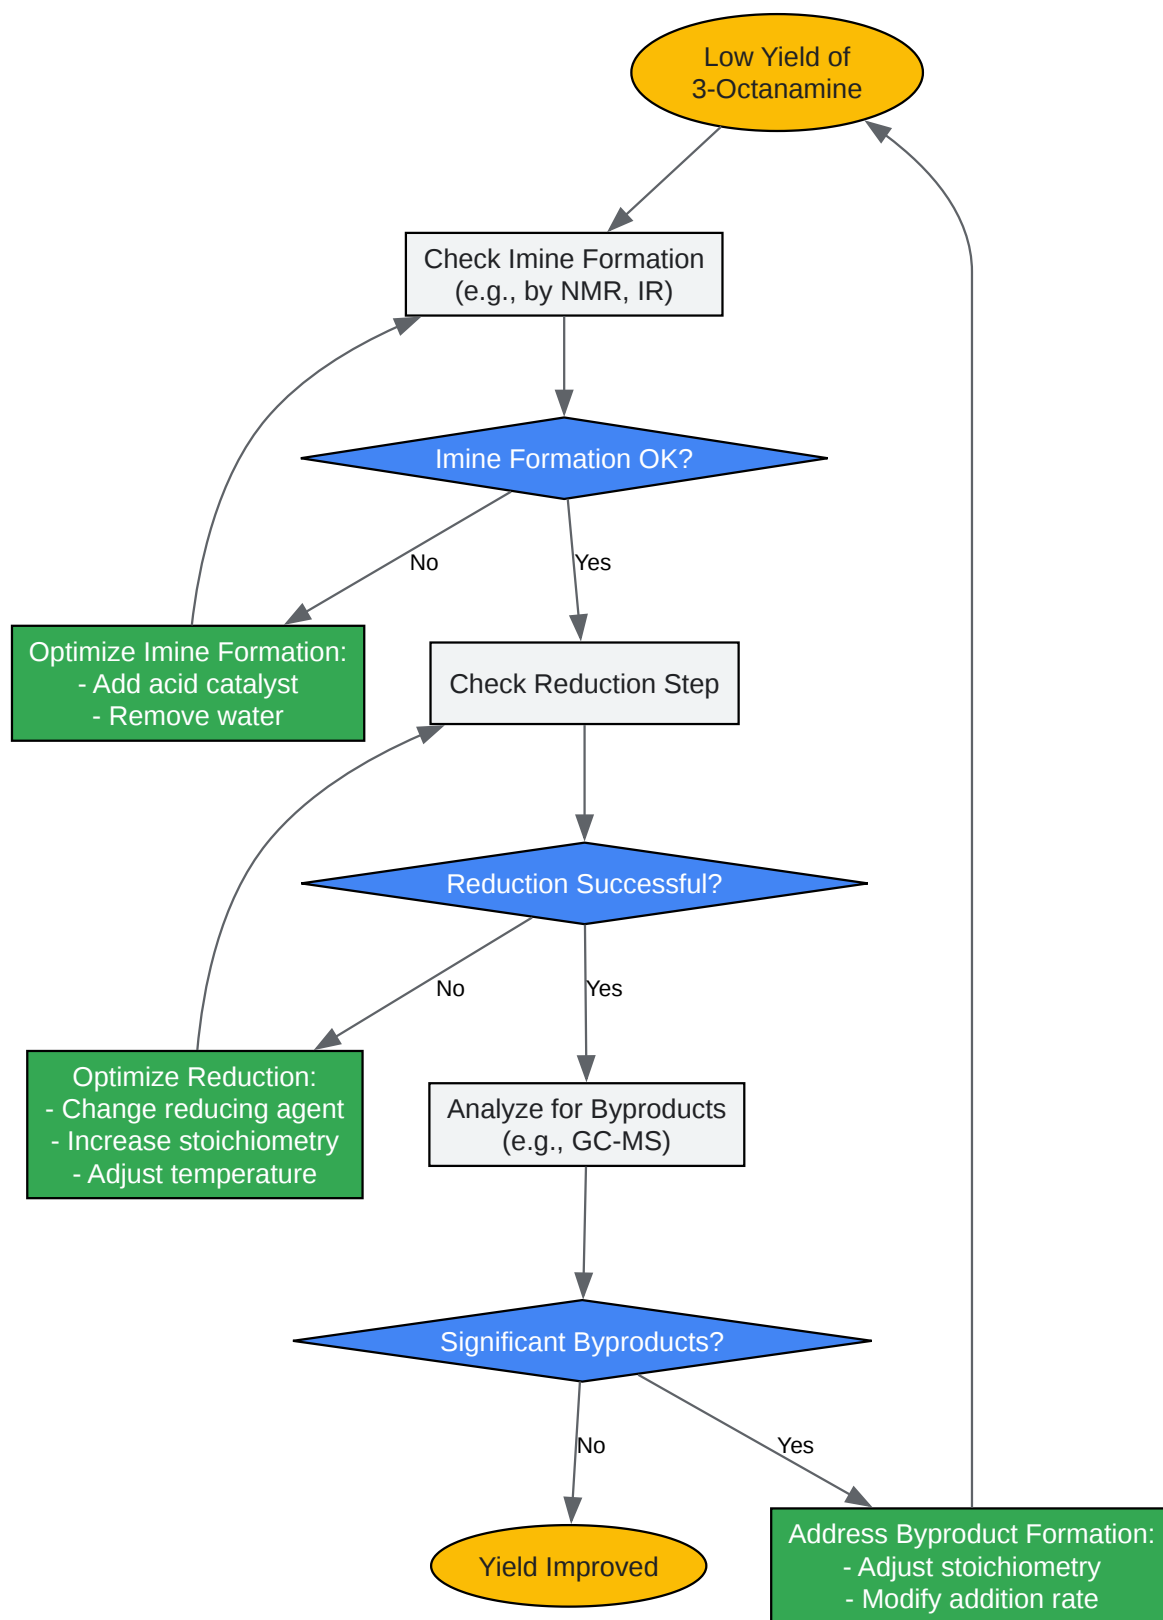 Low Yield of
3-Octanamine
Check Imine Formation
(e.g., by NMR, IR)
Imine Formation OK?
No
Yes
Optimize Imine Formation:
- Add acid catalyst
- Remove water
Check Reduction Step
Reduction Successful?
No
Yes
Optimize Reduction:
- Change reducing agent
- Increase stoichiometry
- Adjust temperature
Analyze for Byproducts
(e.g., GC-MS)
Significant Byproducts?
No
Yes
Yield Improved
Address Byproduct Formation:
- Adjust stoichiometry
- Modify addition rate